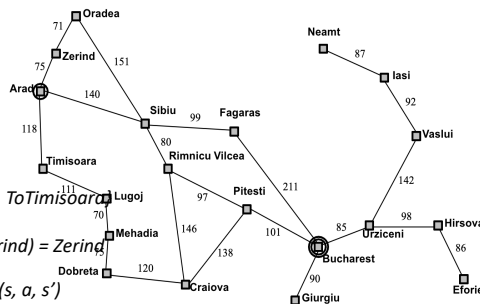 Oradea
Neamt
71
87
Zerind
151
Iasi
75
Arad
140
92
Sibiu
99
Fagaras
118
Vaslui
80
Timisoara
Rimnicu Vilcea
111
Lugoj
97
Pitesti
211
142
ToTimisoara}
70
146
101
85
98
Hirsova
Urziceni
Mehadia
rind) = Zerind
75
138
Bucharest
86
Dobreta
120
90
Craiova
Eforie
(s, a, s’)
Giurgiu